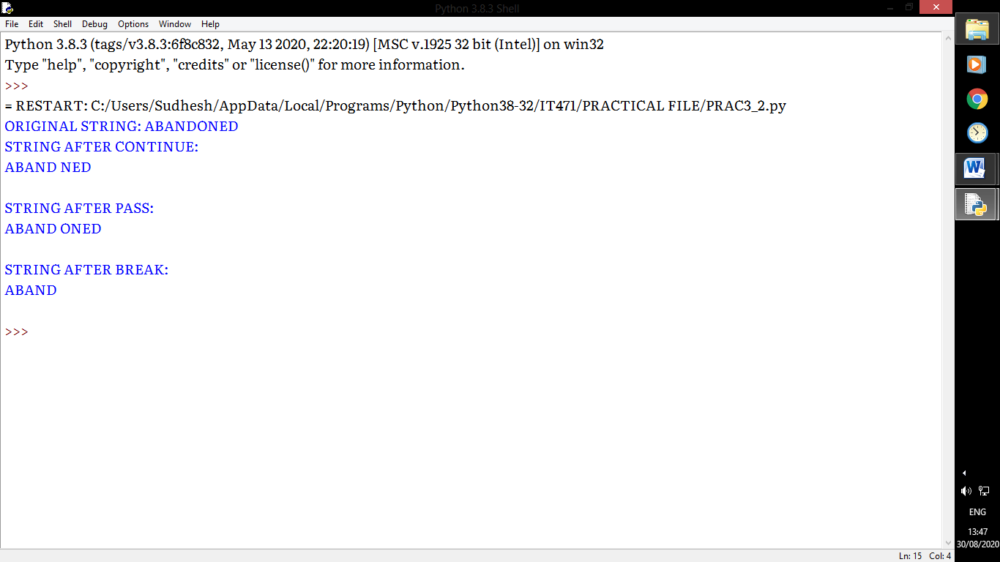 Python 3.8.3 Shell
File Edit Shell Debug Options Window Help
Python 3.8.3 (tags/v3.8.3:6f8c832, May 13 2020, 22:20:19) [MSC v.1925 32 bit (Intel)] on win32
Type "help", "copyright", "credits" or "license()" for more information.
>>>
= RESTART: C:/Users/Sudhesh/AppData/Local/Programs/Python/Python38-32/IT471/PRACTICAL FILE/PRAC3_2.py
ORIGINAL STRING: ABANDONED
STRING AFTER CONTINUE:
ABAND NED
STRING AFTER PASS:
ABAND ONED
STRING AFTER BREAK:
ABAND
>>>
Ln: 15 Col: 4
W
ENG
13:47
30/08/2020